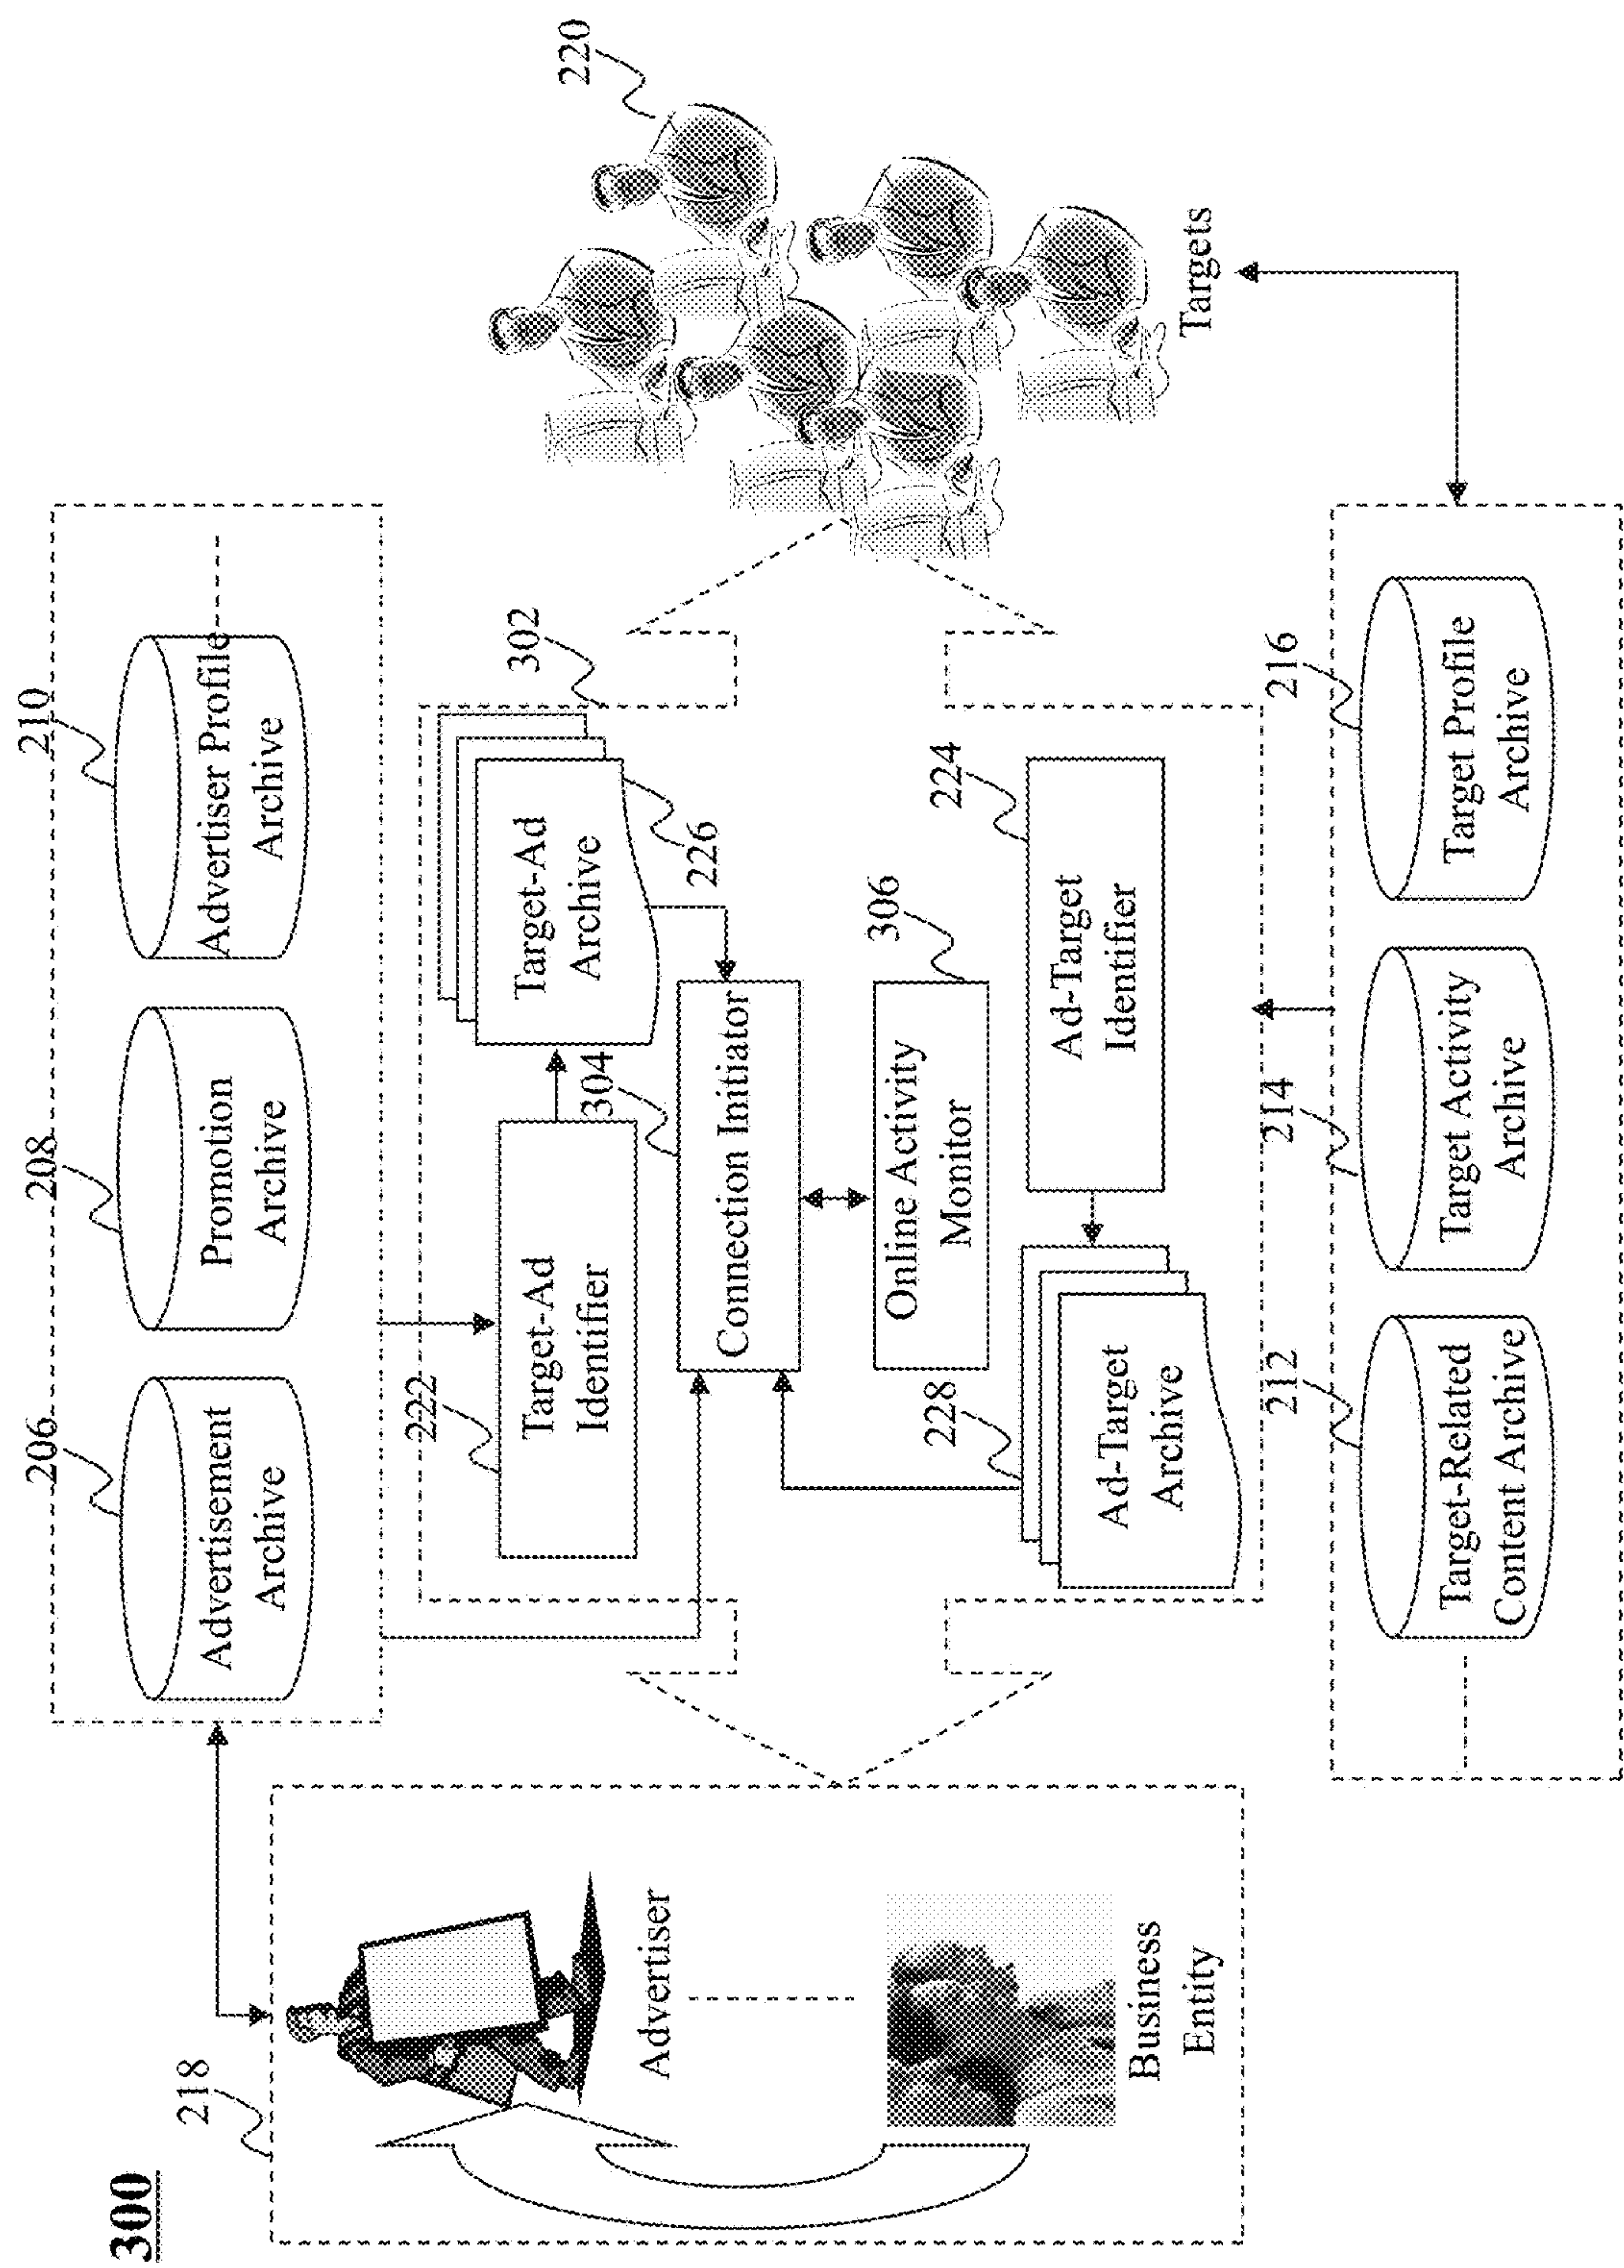 300
218
Advertiser
Business
Entity
206
Advertisement
Archive
208
Promotion
Archive
210
Advertiser Profile
Archive
222
Target-Ad
Identifier
302
Target-Ad
Archive
226
304
Connection Initiator
306
Online Activity
Monitor
224
Ad-Target
Identifier
228
Ad-Target
Archive
220
Targets
212
Target-Related
Content Archive
214
Target Activity
Archive
216
Target Profile
Archive